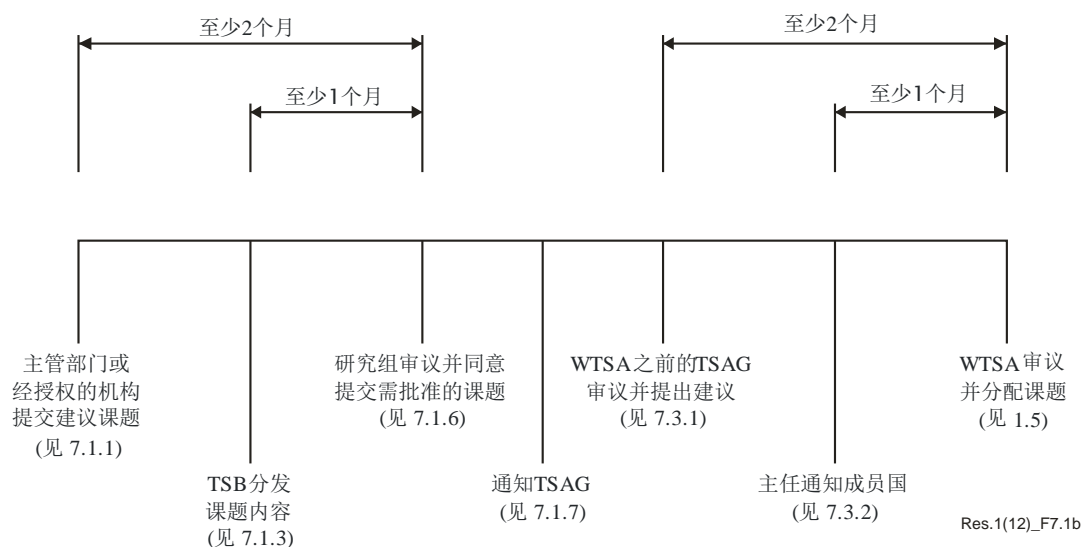 至少2个月
至少2个月
至少1个月
至少1个月
主管部门或
经授权的机构
提交建议课题
(见 7.1.1)
研究组审议并同意
提交需批准的课题
(见 7.1.6)
WTSA之前的TSAG
审议并提出建议
(见 7.3.1)
WTSA审议
并分配课题
(见 1.5)
TSB分发
课题内容
(见 7.1.3)
通知TSAG
(见 7.1.7)
主任通知成员国
(见 7.3.2)
Res.1(12)_F7.1b